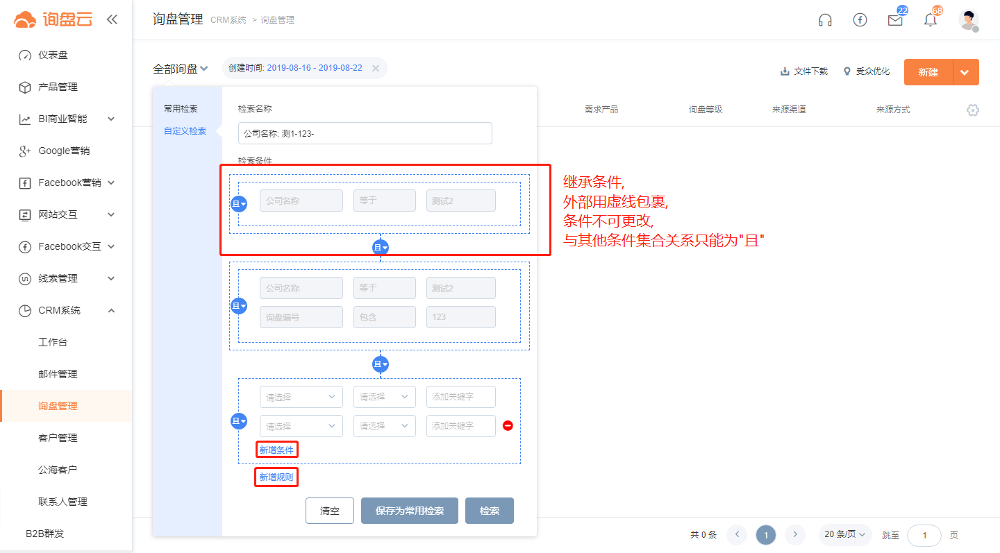 询盘云
询盘管理 CRM系统 > 询盘管理
22
68
仪表盘
产品管理
BI商业智能
Google营销
Facebook营销
网站交互
Facebook交互
线索管理
CRM系统
工作台
邮件管理
询盘管理
客户管理
公海客户
联系人管理
B2B群发
全部询盘
创建时间: 2019-08-16 - 2019-08-22
文件下载
受众优化
新建
需求产品
询盘等级
来源渠道
来源方式
常用检索
自定义检索
检索名称
公司名称: 测1-123-
检索条件
且 公司名称 等于 测试2
且
且
公司名称 等于 测试2
询盘编号 包含 123
且
且
请选择 请选择 添加关键字
请选择 请选择 添加关键字
新增条件
新增规则
清空 保存为常用检索 检索
继承条件,
外部用虚线包裹,
条件不可更改,
与其他条件集合关系只能为"且"
共 0 条 1 20 条/页 跳至 1 页